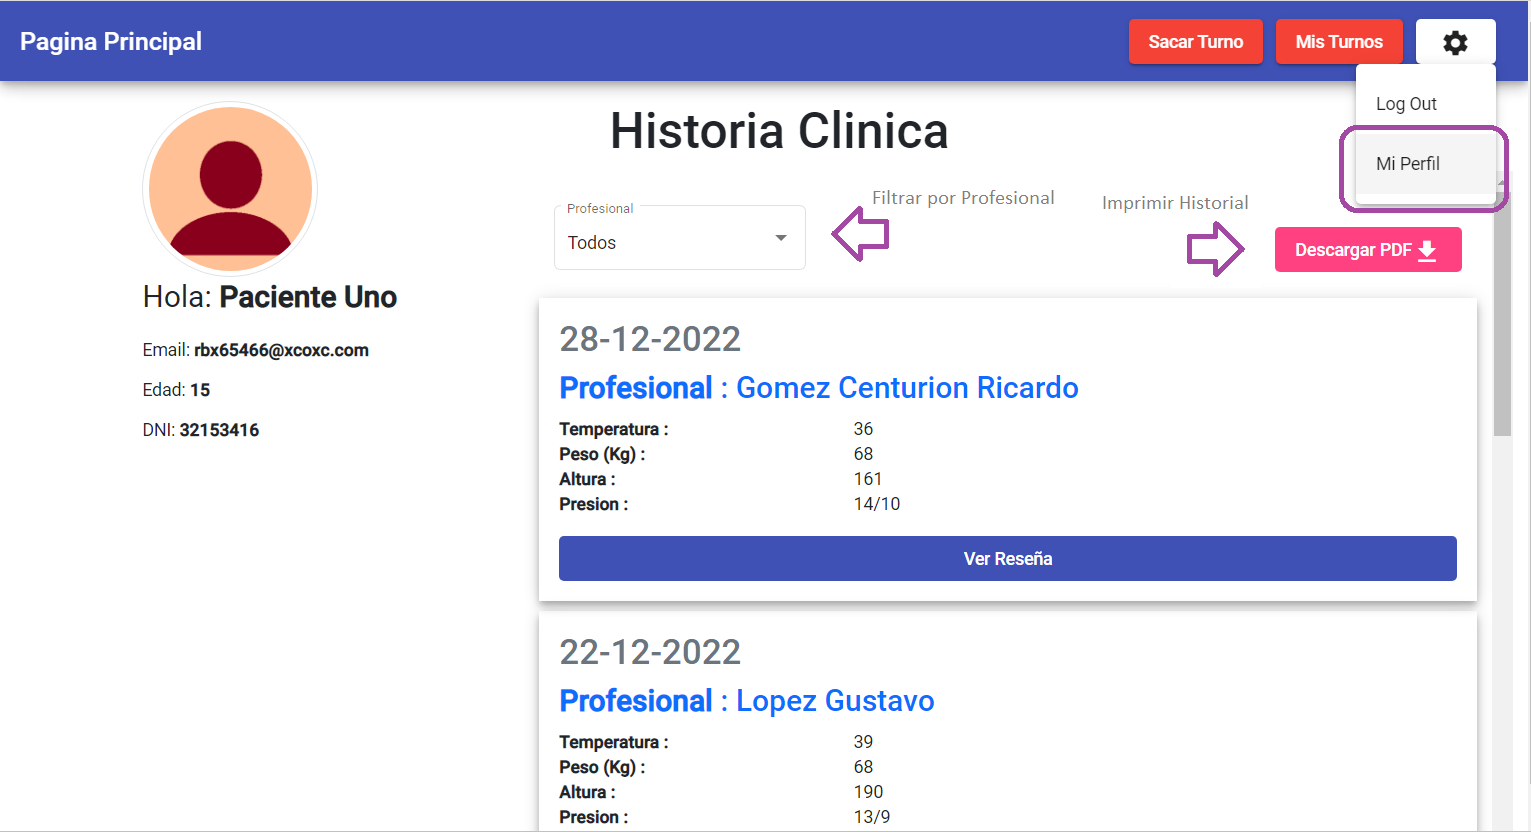 Pagina Principal
Sacar Turno
Mis Turnos
Log Out
Mi Perfil
Historia Clinica
Filtrar por Profesional
Imprimir Historial
Profesional
Todos
Descargar PDF
Hola: Paciente Uno
Email: rbx65466@xcoxc.com
Edad: 15
DNI: 32153416
28-12-2022
Profesional : Gomez Centurion Ricardo
Temperatura : 36
Peso (Kg) : 68
Altura : 161
Presion : 14/10
Ver Reseña
22-12-2022
Profesional : Lopez Gustavo
Temperatura : 39
Peso (Kg) : 68
Altura : 190
Presion : 13/9